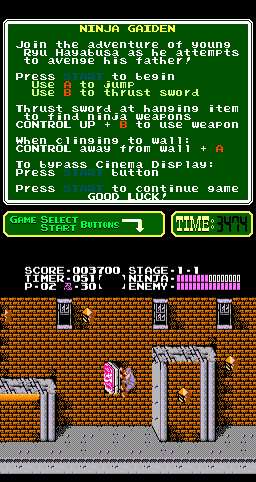 NINJA GAIDEN
Join the adventure of young
Ryu Hayabusa as he attempts
to avenge his father!
Press START to begin
Use A to jump
Use B to thrust sword
Thrust sword at hanging item
to find ninja weapons
CONTROL UP + B to use weapon
When clinging to wall:
CONTROL away from wall + A
To bypass Cinema Display:
Press START button
Press START to continue game
GOOD LUCK!
GAME SELECT
START BUTTONS
TIME: 3474
SCORE-003700 STAGE-1-1
TIMER-051 NINJA-
P-02 -30 ENEMY-